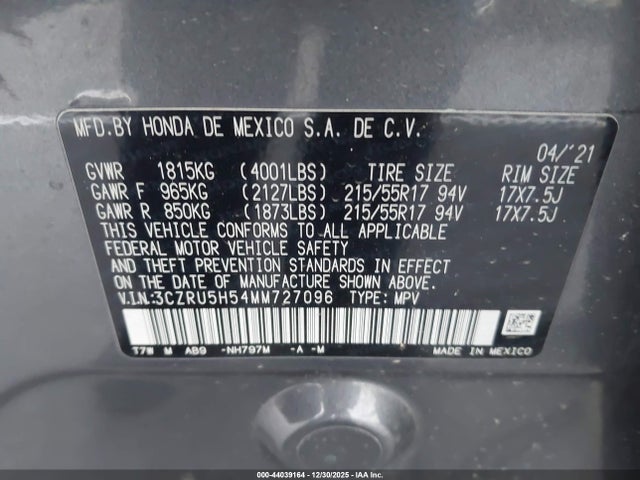 MFD.BY HONDA DE MEXICO S.A. DE C.V.
04/'21
GVWR 1815KG (4001LBS) TIRE SIZE RIM SIZE
GAWR F 965KG (2127LBS) 215/55R17 94V 17X7.5J
GAWR R 850KG (1873LBS) 215/55R17 94V 17X7.5J
THIS VEHICLE CONFORMS TO ALL APPLICABLE
FEDERAL MOTOR VEHICLE SAFETY
AND THEFT PREVENTION STANDARDS IN EFFECT
ON THE DATE OF MANUFACTURE SHOWN ABOVE.
V.I.N:3CZRU5H54MM727096 TYPE: MPV
T7W M A09 -NH797M -A -M MADE IN MEXICO
000-44039164 - 12/30/2025 - IAA Inc.